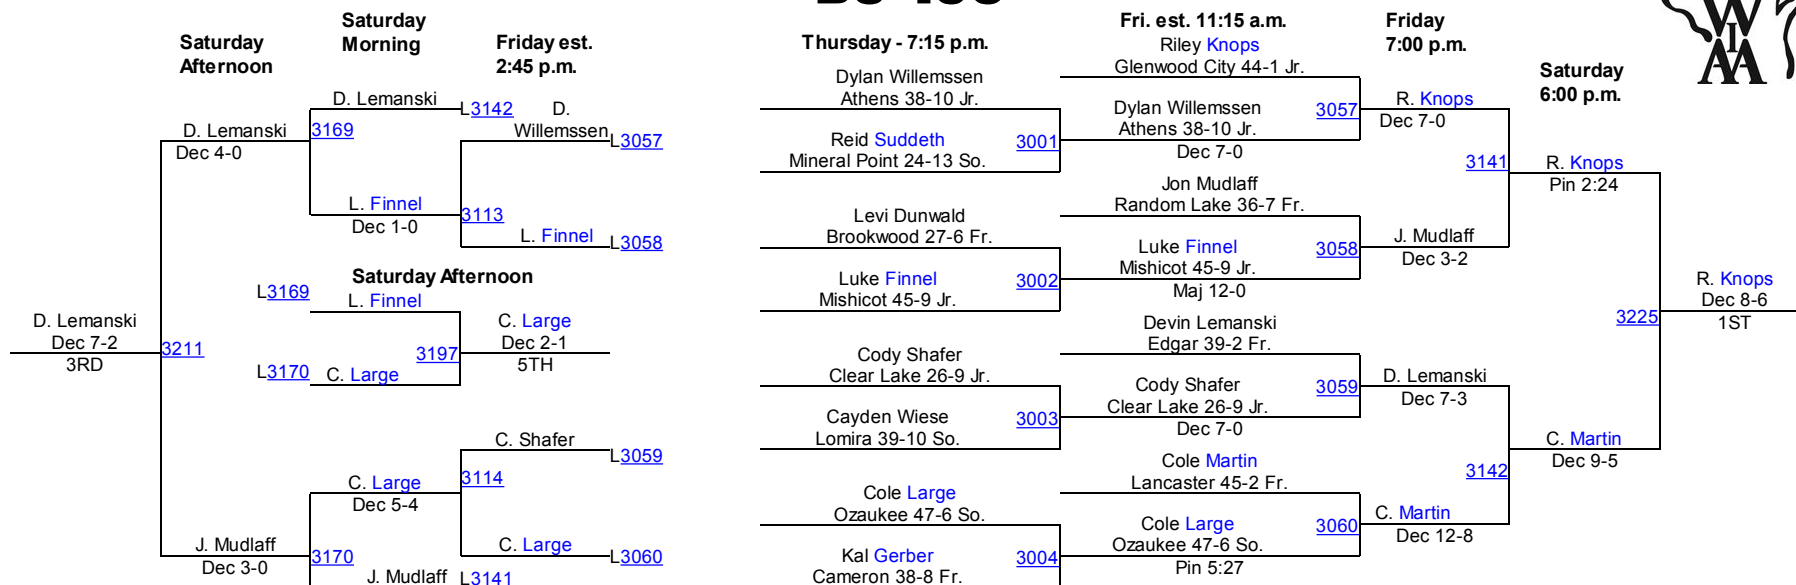 Saturday
Afternoon
Saturday
Morning
Friday est.
2:45 p.m.
Thursday - 7:15 p.m.
Fri. est. 11:15 a.m.
Friday
7:00 p.m.
Saturday
6:00 p.m.
W
I
AA
D. Lemanski
L3142
D.
Willemssen
L3057
D. Lemanski
Dec 4-0
3169
L. Finnel
Dec 1-0
3113
L. Finnel
L3058
Saturday Afternoon
L3169
L. Finnel
D. Lemanski
Dec 7-2
3RD
3211
3197
C. Large
Dec 2-1
5TH
L3170
C. Large
C. Shafer
L3059
C. Large
Dec 5-4
3114
J. Mudlaff
Dec 3-0
3170
C. Large
L3060
J. Mudlaff
L3141
Dylan Willemssen
Athens 38-10 Jr.
Reid Suddeth
Mineral Point 24-13 So.
3001
Levi Dunwald
Brookwood 27-6 Fr.
Luke Finnel
Mishicot 45-9 Jr.
3002
Cody Shafer
Clear Lake 26-9 Jr.
Cayden Wiese
Lomira 39-10 So.
3003
Cole Large
Ozaukee 47-6 So.
Kal Gerber
Cameron 38-8 Fr.
3004
Riley Knops
Glenwood City 44-1 Jr.
Dylan Willemssen
Athens 38-10 Jr.
Dec 7-0
3057
Jon Mudlaff
Random Lake 36-7 Fr.
Luke Finnel
Mishicot 45-9 Jr.
Maj 12-0
3058
Devin Lemanski
Edgar 39-2 Fr.
Cody Shafer
Clear Lake 26-9 Jr.
Dec 7-0
3059
Cole Martin
Lancaster 45-2 Fr.
Cole Large
Ozaukee 47-6 So.
Pin 5:27
3060
R. Knops
Dec 7-0
3141
J. Mudlaff
Dec 3-2
D. Lemanski
Dec 7-3
3142
C. Martin
Dec 12-8
R. Knops
Pin 2:24
3225
C. Martin
Dec 9-5
R. Knops
Dec 8-6
1ST